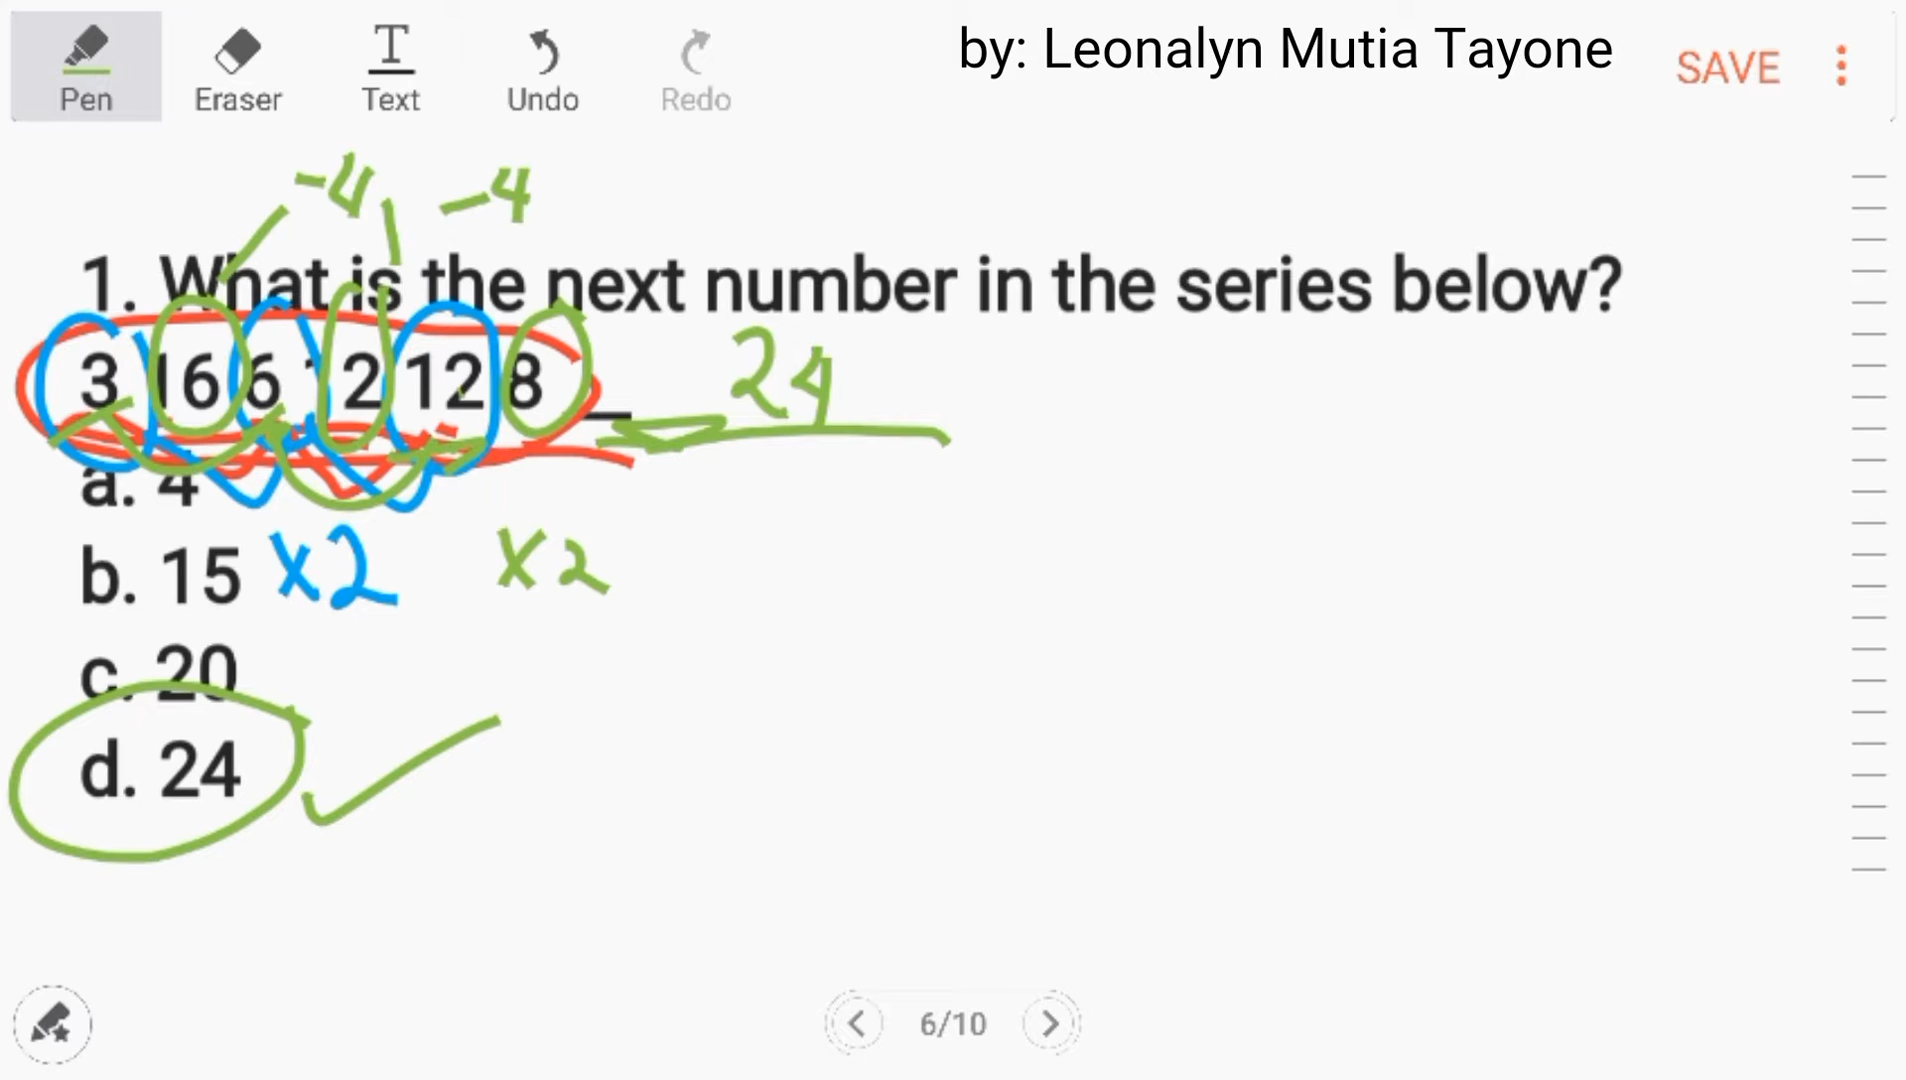 by: Leonalyn Mutia Tayone
Pen Eraser Text Undo Redo SAVE
-4 -4
1. What is the next number in the series below?
3 16 6 12 12 8 _ 24
a. 4
b. 15 x2 x2
c. 20
d. 24
6/10